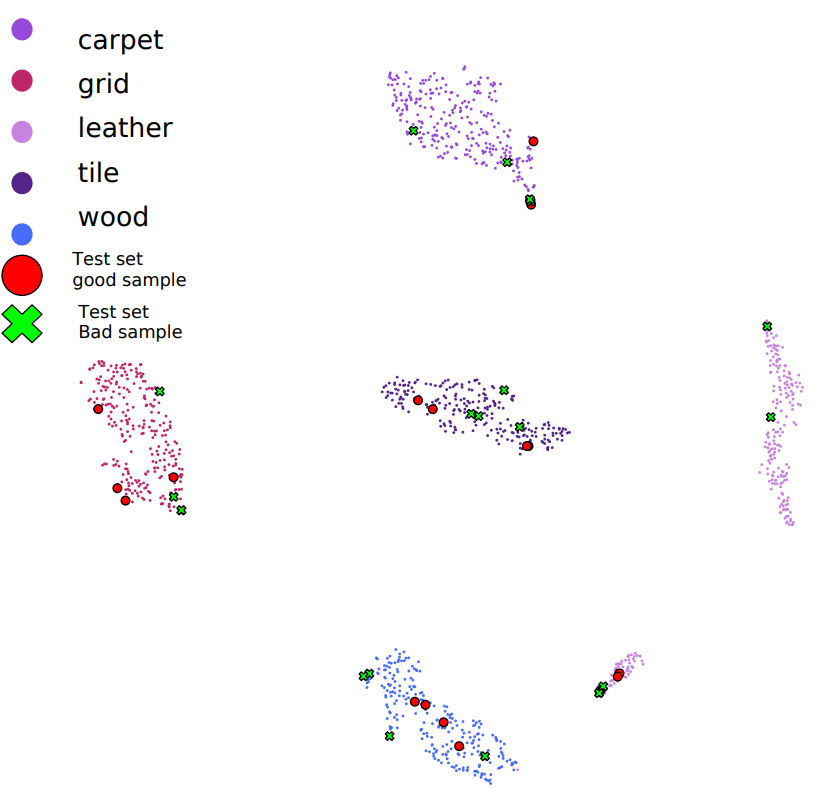 carpet
grid
leather
tile
wood
Test set
good sample
Test set
Bad sample